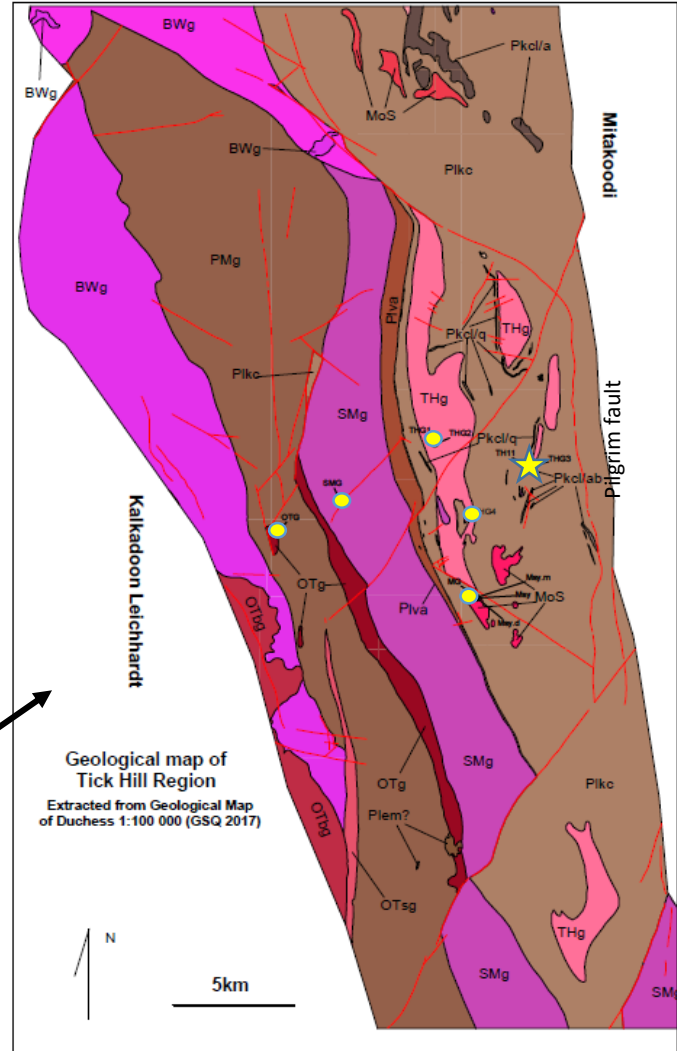 BWg
BWg
Pkcl/a
MoS
BWg
Plkc
Mitakoodi
PMg
BWg
Plva
Pkcl/q
THg
Plkc
THg
SMg
THG1
THG2
Pkcl/q
TH11
THG3
Pkcl/ab
Pilgrim fault
SMG
OTG
HG4
Kalkadoon Leichhardt
OTg
MG
May.m
May
MoS
May.d
OTbg
Plva
Geological map of
Tick Hill Region
Extracted from Geological Map
of Duchess 1:100 000 (GSQ 2017)
SMg
OTg
Plkc
OTbg
Plem?
OTsg
N
THg
5km
SMg
SMg